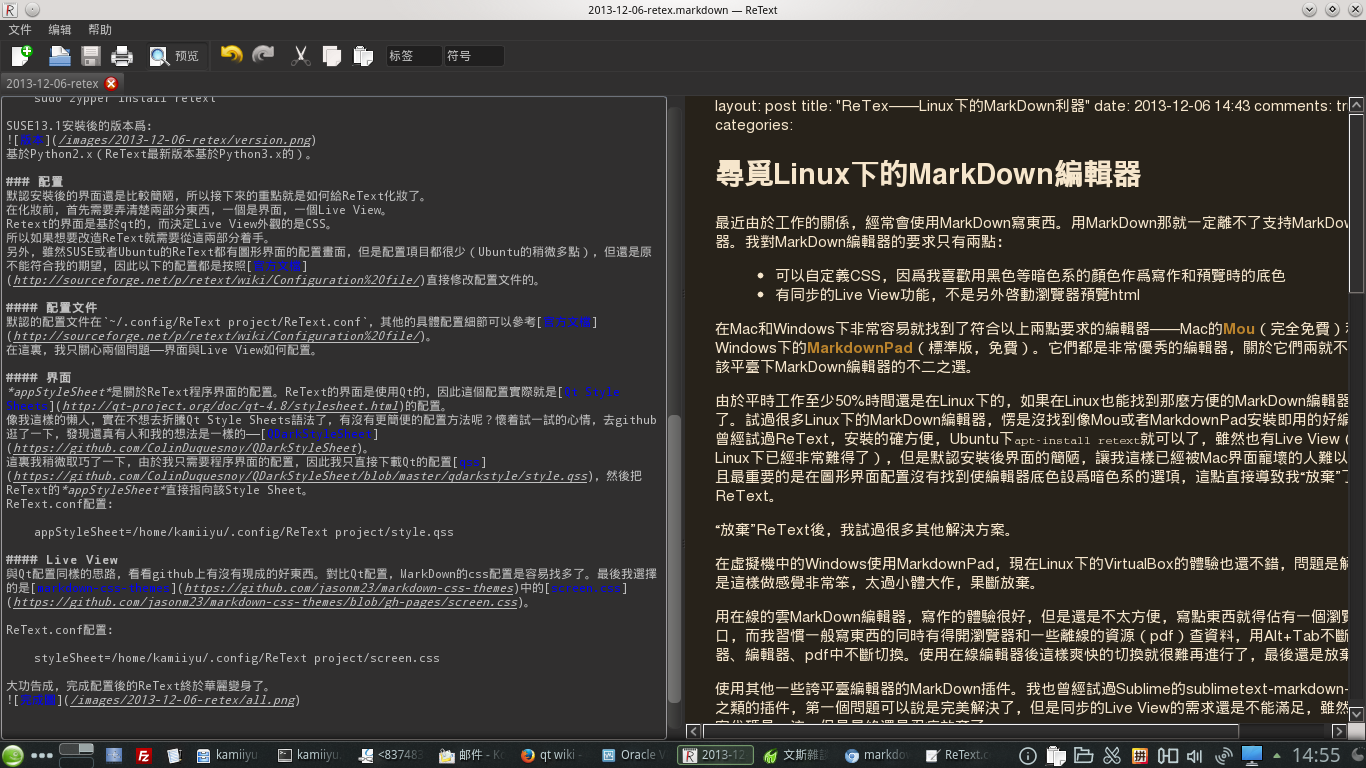 2013-12-06-retex.markdown — ReText
文件 编辑 帮助
预览 标签 符号
2013-12-06-retex
sudo zypper install retext
SUSE13.1安裝後的版本爲:
![版本](/images/2013-12-06-retex/version.png)
基於Python2.x（ReText最新版本基於Python3.x的）。
### 配置
默認安裝後的界面還是比較簡陋，所以接下來的重點就是如何給ReText化妝了。
在化妝前，首先需要弄清楚兩部分東西，一個是界面，一個Live View。
Retext的界面是基於qt的，而決定Live View外觀的是CSS。
所以如果想要改造ReText就需要從這兩部分着手。
另外，雖然SUSE或者Ubuntu的ReText都有圖形界面的配置畫面，但是配置項目都很少（Ubuntu的稍微多點），但還是原
不能符合我的期望，因此以下的配置都是按照[官方文檔]
(http://sourceforge.net/p/retext/wiki/Configuration%20file/)直接修改配置文件的。
#### 配置文件
默認的配置文件在`~/.config/ReText project/ReText.conf`，其他的具體配置細節可以參考[官方文檔]
(http://sourceforge.net/p/retext/wiki/Configuration%20file/)。
在這裏，我只關心兩個問題——界面與Live View如何配置。
#### 界面
*appStyleSheet*是關於ReText程序界面的配置。ReText的界面是使用Qt的，因此這個配置實際就是[Qt Style
Sheets](http://qt-project.org/doc/qt-4.8/stylesheet.html)的配置。
像我這樣的懶人，實在不想去折騰Qt Style Sheets語法了，有沒有更簡便的配置方法呢？懷着試一試的心情，去github
逛了一下，發現還真有人和我的想法是一樣的——[QDarkStyleSheet]
(https://github.com/ColinDuquesnoy/QDarkStyleSheet)。
這裏我稍微取巧了一下，由於我只需要程序界面的配置，因此我只直接下載Qt的配置[qss]
(https://github.com/ColinDuquesnoy/QDarkStyleSheet/blob/master/qdarkstyle/style.qss)，然後把
ReText的*appStyleSheet*直接指向該Style Sheet。
ReText.conf配置:
appStyleSheet=/home/kamiiyu/.config/ReText project/style.qss
#### Live View
與Qt配置同樣的思路，看看github上有沒有現成的好東西。對比Qt配置，MarkDown的css配置是容易找多了。最後我選擇
的是[markdown-css-themes](https://github.com/jasonm23/markdown-css-themes)中的[screen.css]
(https://github.com/jasonm23/markdown-css-themes/blob/gh-pages/screen.css)。
ReText.conf配置:
styleSheet=/home/kamiiyu/.config/ReText project/screen.css
大功告成，完成配置後的ReText終於華麗變身了。
![完成圖](/images/2013-12-06-retex/all.png)
layout: post title: "ReTex——Linux下的MarkDown利器" date: 2013-12-06 14:43 comments: tr
categories:
尋覓Linux下的MarkDown編輯器
最近由於工作的關係，經常會使用MarkDown寫東西。用MarkDown那就一定離不了支持MarkDow
器。我對MarkDown編輯器的要求只有兩點：
• 可以自定義CSS，因爲我喜歡用黑色等暗色系的顏色作爲寫作和預覽時的底色
• 有同步的Live View功能，不是另外啓動瀏覽器預覽html
在Mac和Windows下非常容易就找到了符合以上兩點要求的編輯器——Mac的Mou（完全免費）和
Windows下的MarkdownPad（標準版，免費）。它們都是非常優秀的編輯器，關於它們兩就不
該平臺下MarkDown編輯器的不二之選。
由於平時工作至少50%時間還是在Linux下的，如果在Linux也能找到那麼方便的MarkDown編輯器
了。試過很多Linux下的MarkDown編輯器，愣是沒找到像Mou或者MarkdownPad安裝即用的好編
曾經試過ReText，安裝的確方便，Ubuntu下apt-install retext就可以了，雖然也有Live View（
Linux下已經非常難得了），但是默認安裝後界面的簡陋，讓我這樣已經被Mac界面寵壞的人難以
且最重要的是在圖形界面配置沒有找到使編輯器底色設爲暗色系的選項，這點直接導致我“放棄”了
ReText。
“放棄”ReText後，我試過很多其他解決方案。
在虛擬機中的Windows使用MarkdownPad，現在Linux下的VirtualBox的體驗也還不錯，問題是解
是這樣做感覺非常笨，太過小體大作，果斷放棄。
用在線的雲MarkDown編輯器，寫作的體驗很好，但是還是不太方便，寫點東西就得佔有一個瀏覽
口，而我習慣一般寫東西的同時有得開瀏覽器和一些離線的資源（pdf）查資料，用Alt+Tab不斷
器、編輯器、pdf中不斷切換。使用在線編輯器後這樣爽快的切換就很難再進行了，最後還是放棄
使用其他一些誇平臺編輯器的MarkDown插件。我也曾經試過Sublime的sublimetext-markdown-
之類的插件，第一個問題可以說是完美解決了，但是同步的Live View的需求還是不能滿足，雖然
kamiiyu kamiiyu <837483 邮件 - Ko qt wiki - Oracle V 2013-12 文斯雜談 markdow ReText.c 拼 14:55